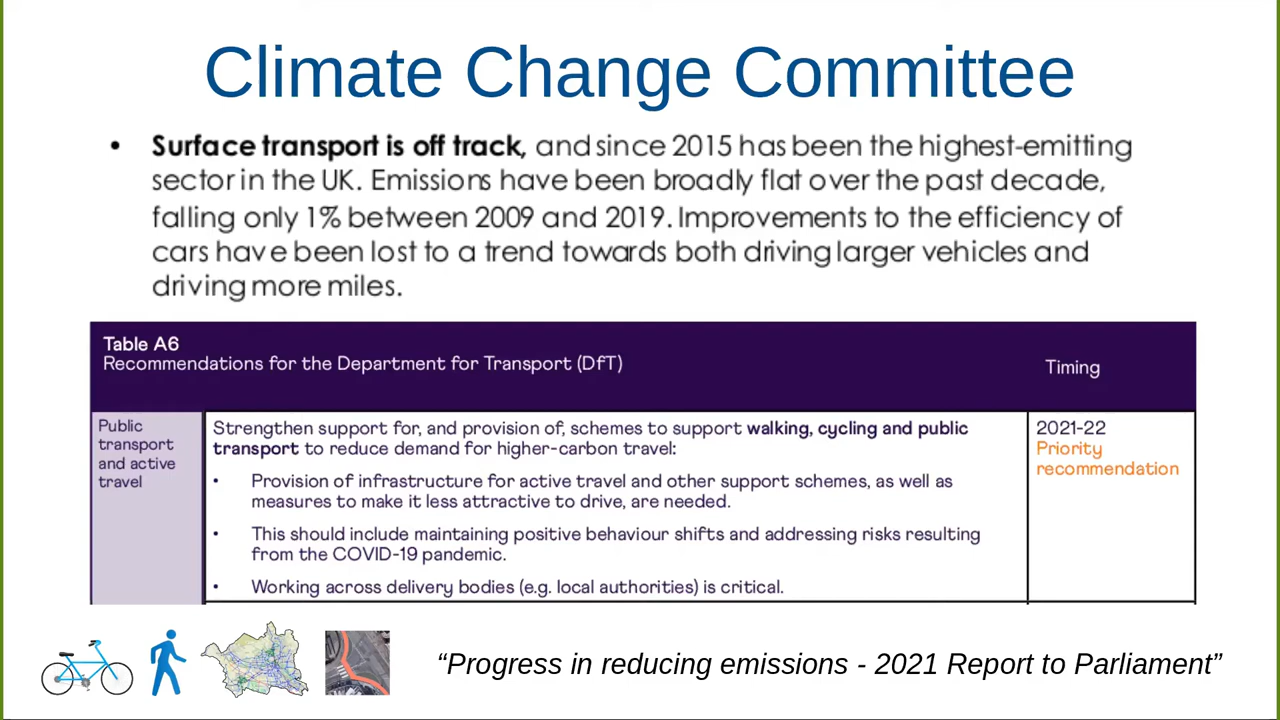 Climate Change Committee
• Surface transport is off track, and since 2015 has been the highest-emitting
sector in the UK. Emissions have been broadly flat over the past decade,
falling only 1% between 2009 and 2019. Improvements to the efficiency of
cars have been lost to a trend towards both driving larger vehicles and
driving more miles.
Table A6
Recommendations for the Department for Transport (DfT)
Timing
Public
transport
and active
travel
Strengthen support for, and provision of, schemes to support walking, cycling and public
transport to reduce demand for higher-carbon travel:
• Provision of infrastructure for active travel and other support schemes, as well as
measures to make it less attractive to drive, are needed.
• This should include maintaining positive behaviour shifts and addressing risks resulting
from the COVID-19 pandemic.
• Working across delivery bodies (e.g. local authorities) is critical.
2021-22
Priority
recommendation
“Progress in reducing emissions - 2021 Report to Parliament”